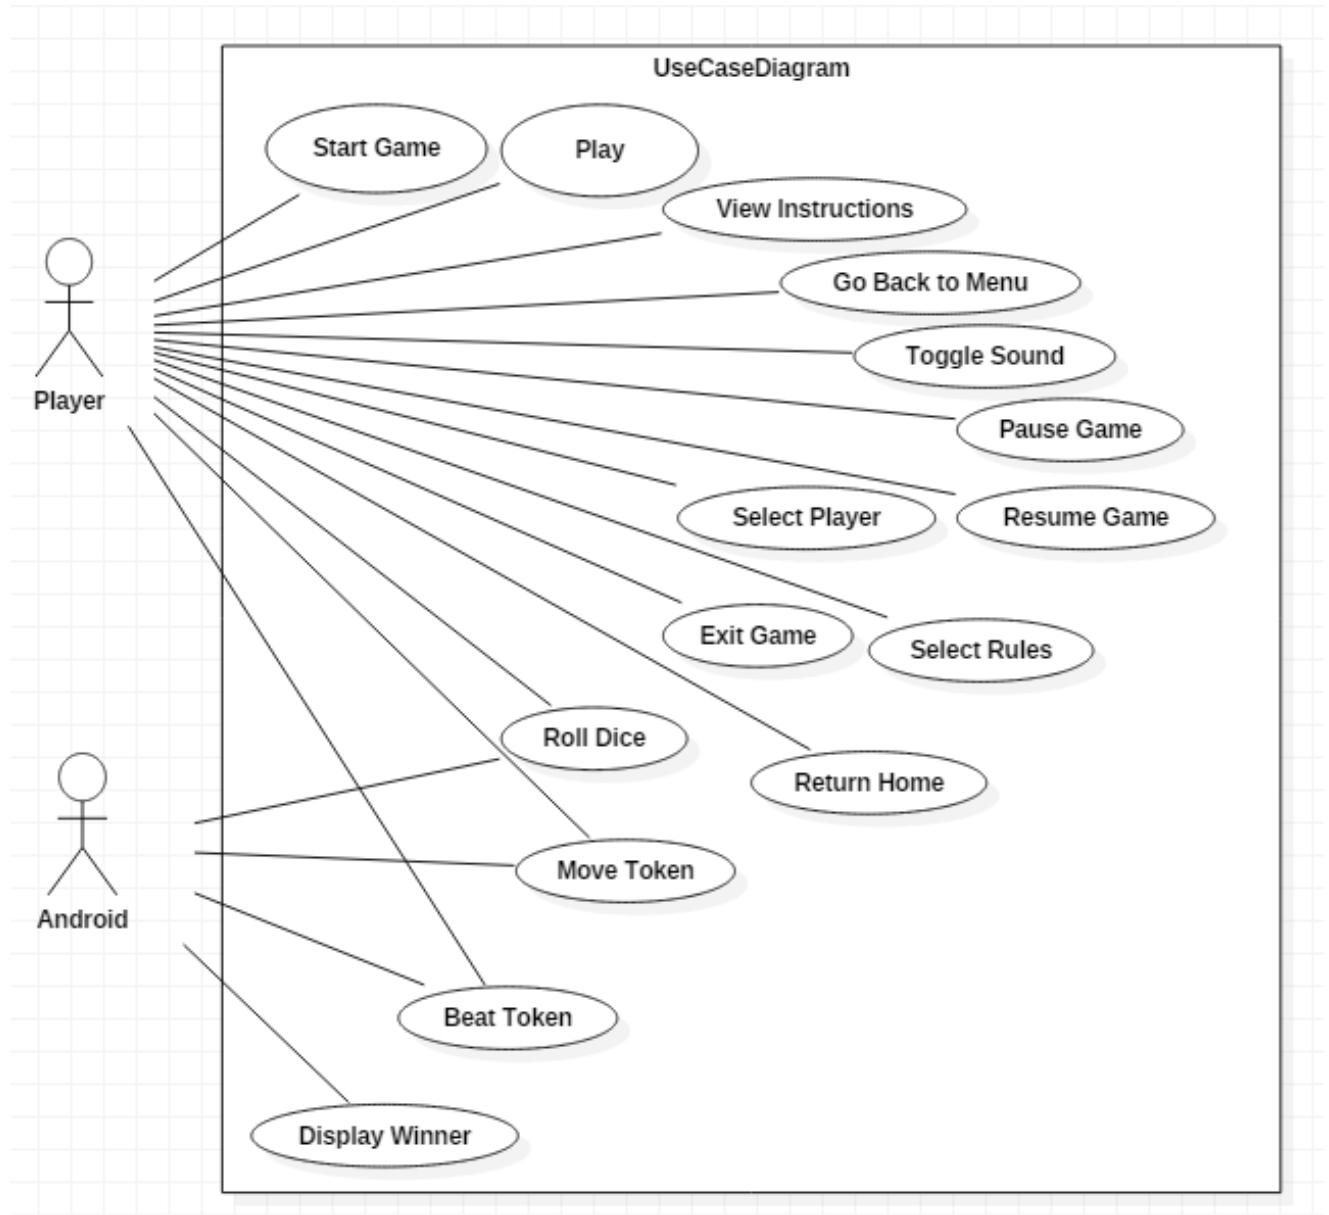 UseCaseDiagram
Start Game
Play
View Instructions
Go Back to Menu
Toggle Sound
Player
Pause Game
Select Player
Resume Game
Exit Game
Select Rules
Roll Dice
Return Home
Move Token
Android
Beat Token
Display Winner